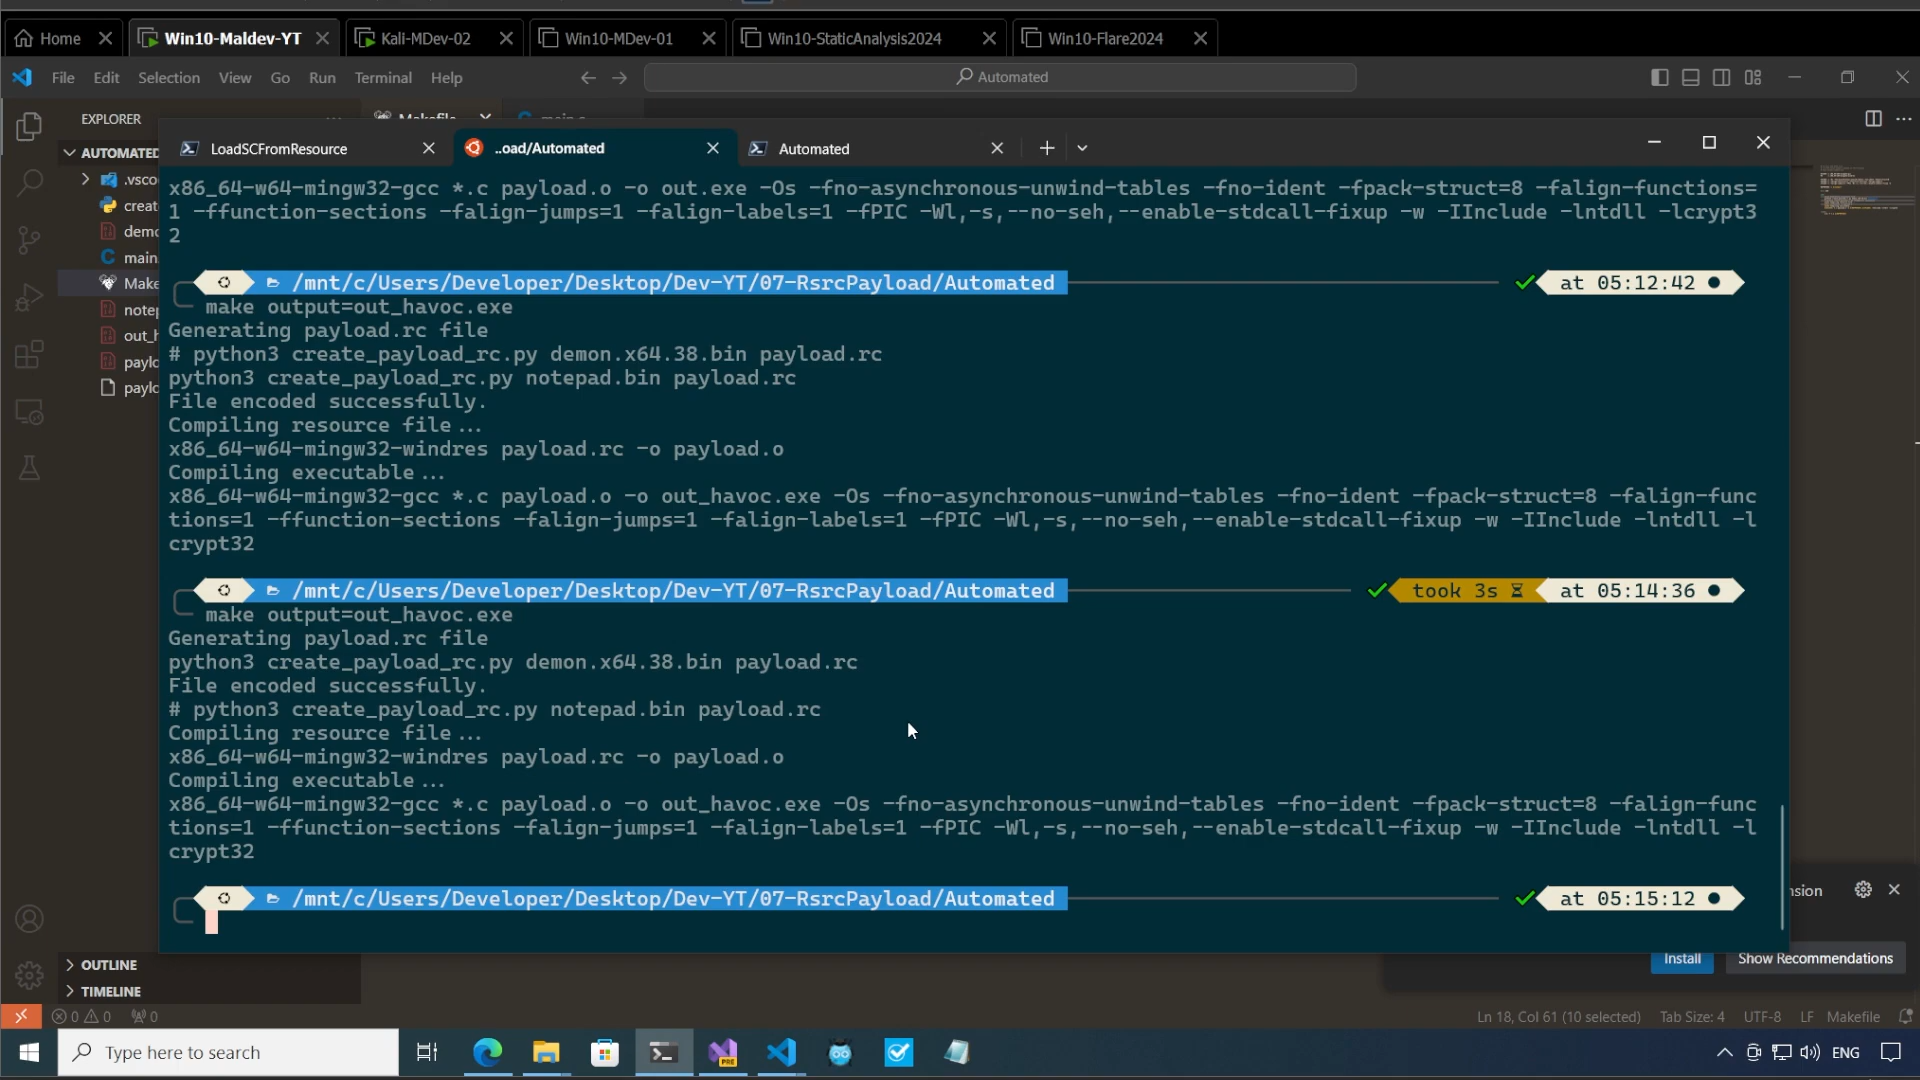 Home
Win10-Maldev-YT
Kali-MDev-02
Win10-MDev-01
Win10-StaticAnalysis2024
Win10-Flare2024
File Edit Selection View Go Run Terminal Help
Automated
EXPLORER
AUTOMATED
.vsco
creat
demo
main.
Make
notep
out_h
paylo
paylo
LoadSCFromResource
..oad/Automated
Automated
x86_64-w64-mingw32-gcc *.c payload.o -o out.exe -Os -fno-asynchronous-unwind-tables -fno-ident -fpack-struct=8 -falign-functions=
1 -ffunction-sections -falign-jumps=1 -falign-labels=1 -fPIC -Wl,-s,--no-seh,--enable-stdcall-fixup -w -IInclude -lntdll -lcrypt3
2
/mnt/c/Users/Developer/Desktop/Dev-YT/07-RsrcPayload/Automated at 05:12:42
make output=out_havoc.exe
Generating payload.rc file
# python3 create_payload_rc.py demon.x64.38.bin payload.rc
python3 create_payload_rc.py notepad.bin payload.rc
File encoded successfully.
Compiling resource file...
x86_64-w64-mingw32-windres payload.rc -o payload.o
Compiling executable...
x86_64-w64-mingw32-gcc *.c payload.o -o out_havoc.exe -Os -fno-asynchronous-unwind-tables -fno-ident -fpack-struct=8 -falign-func
tions=1 -ffunction-sections -falign-jumps=1 -falign-labels=1 -fPIC -Wl,-s,--no-seh,--enable-stdcall-fixup -w -IInclude -lntdll -l
crypt32
/mnt/c/Users/Developer/Desktop/Dev-YT/07-RsrcPayload/Automated took 3s at 05:14:36
make output=out_havoc.exe
Generating payload.rc file
python3 create_payload_rc.py demon.x64.38.bin payload.rc
File encoded successfully.
# python3 create_payload_rc.py notepad.bin payload.rc
Compiling resource file...
x86_64-w64-mingw32-windres payload.rc -o payload.o
Compiling executable...
x86_64-w64-mingw32-gcc *.c payload.o -o out_havoc.exe -Os -fno-asynchronous-unwind-tables -fno-ident -fpack-struct=8 -falign-func
tions=1 -ffunction-sections -falign-jumps=1 -falign-labels=1 -fPIC -Wl,-s,--no-seh,--enable-stdcall-fixup -w -IInclude -lntdll -l
crypt32
/mnt/c/Users/Developer/Desktop/Dev-YT/07-RsrcPayload/Automated at 05:15:12
nsion
Install
Show Recommendations
OUTLINE
TIMELINE
0 0 0
Ln 18, Col 61 (10 selected) Tab Size: 4 UTF-8 LF Makefile
Type here to search
PRE
ENG